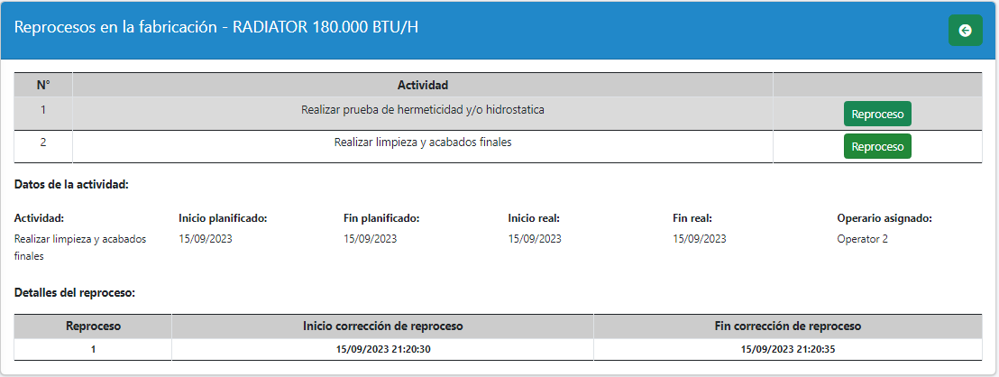 Reprocesos en la fabricación - RADIATOR 180.000 BTU/H
N° Actividad
1 Realizar prueba de hermeticidad y/o hidrostatica Reproceso
2 Realizar limpieza y acabados finales Reproceso
Datos de la actividad:
Actividad: Inicio planificado: Fin planificado: Inicio real: Fin real: Operario asignado:
Realizar limpieza y acabados 15/09/2023 15/09/2023 15/09/2023 15/09/2023 Operator 2
finales
Detalles del reproceso:
Reproceso Inicio corrección de reproceso Fin corrección de reproceso
1 15/09/2023 21:20:30 15/09/2023 21:20:35